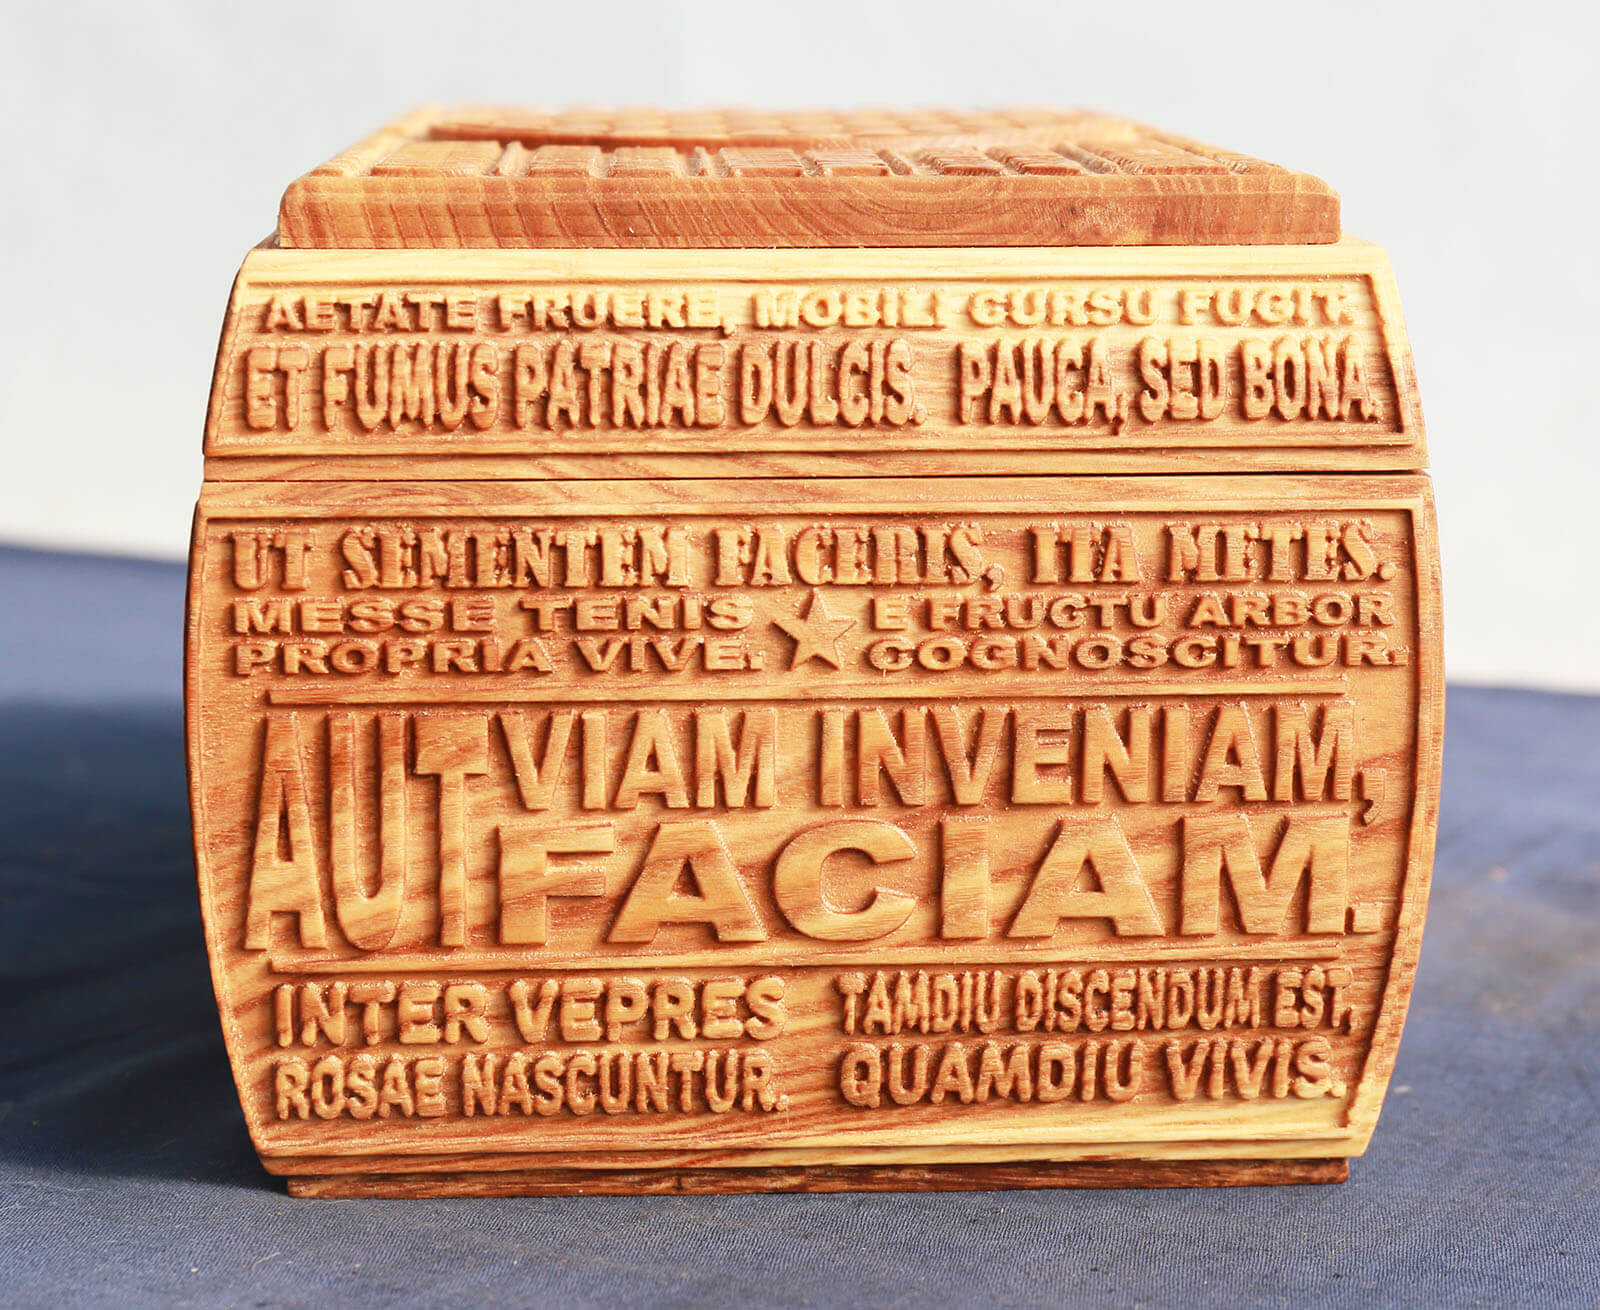 AETATE FRUERE, MOBILI CURSU FUGIT.
ET FUMUS PATRIAE DULCIS. PAUCA, SED BONA.
UT SEMENTEM FACERIS, ITA METES.
MESSE TENIS
PROPRIA VIVE.
E FRUCTU ARBOR
COGNOSCITUR.
AUT VIAM INVENIAM,
FACIAM.
INTER VEPRES
ROSAE NASCUNTUR.
TAMDIU DISCENDUM EST,
QUAMDIU VIVIS.